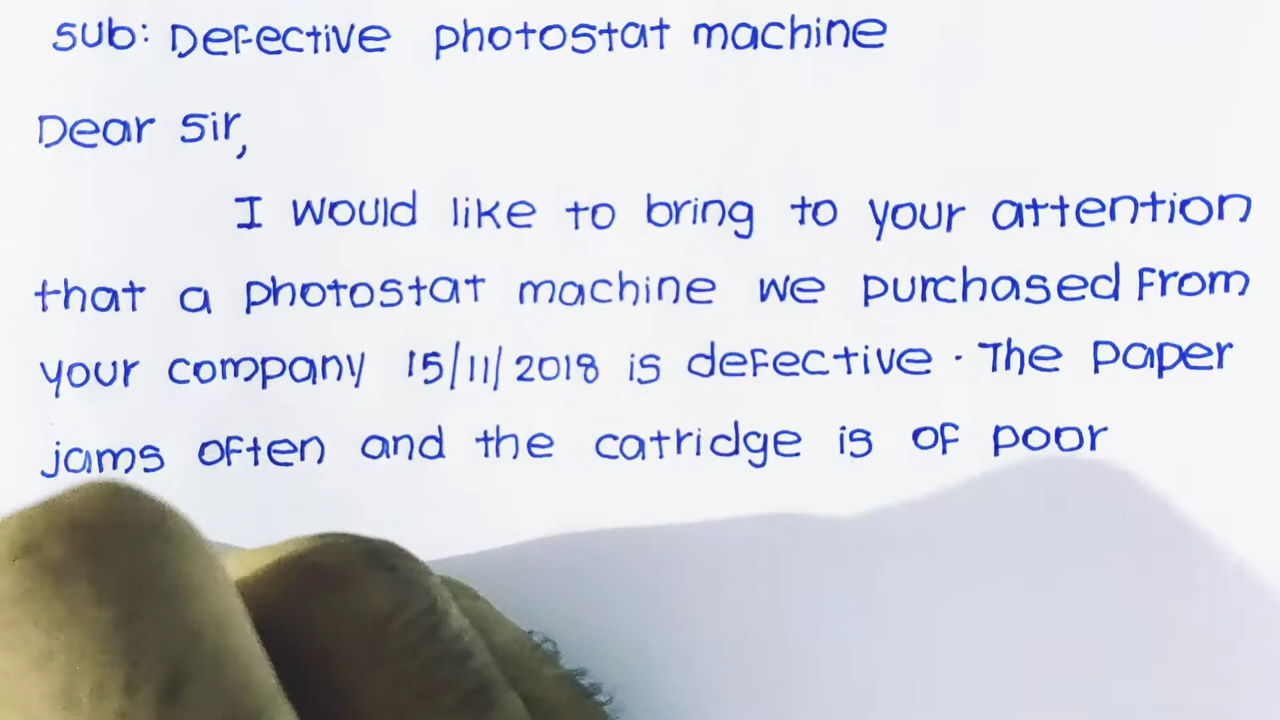 Sub: Defective photostat machine
Dear Sir,
I would like to bring to your attention
that a photostat machine we purchased from
your company 15/11/2018 is defective. The paper
jams often and the catridge is of poor